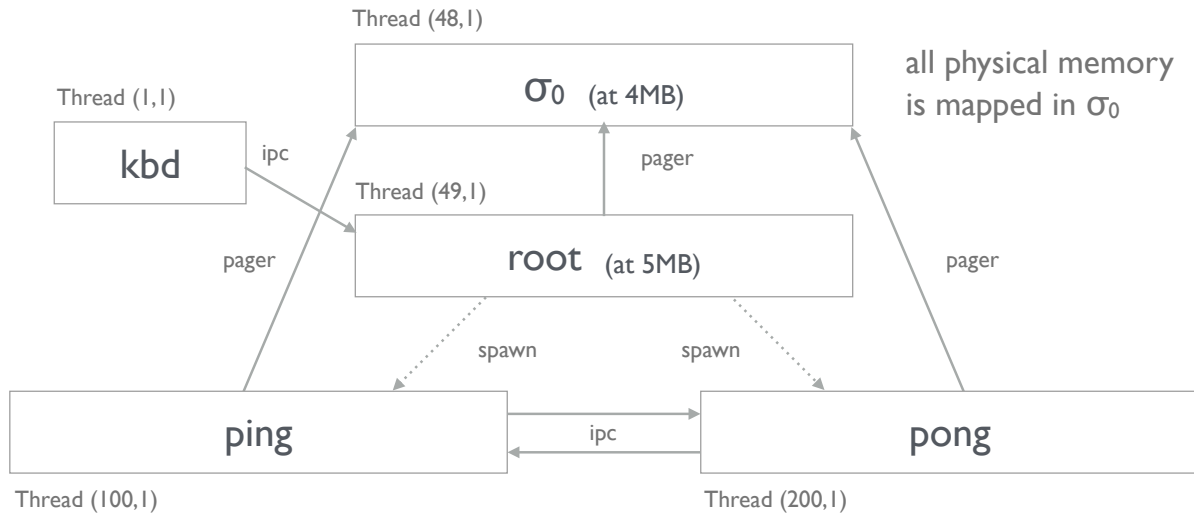 Thread (48,1)
σ0 (at 4MB)
all physical memory
is mapped in σ0
Thread (1,1)
kbd
ipc
pager
Thread (49,1)
root (at 5MB)
pager
pager
spawn
spawn
ping
ipc
pong
Thread (100,1)
Thread (200,1)